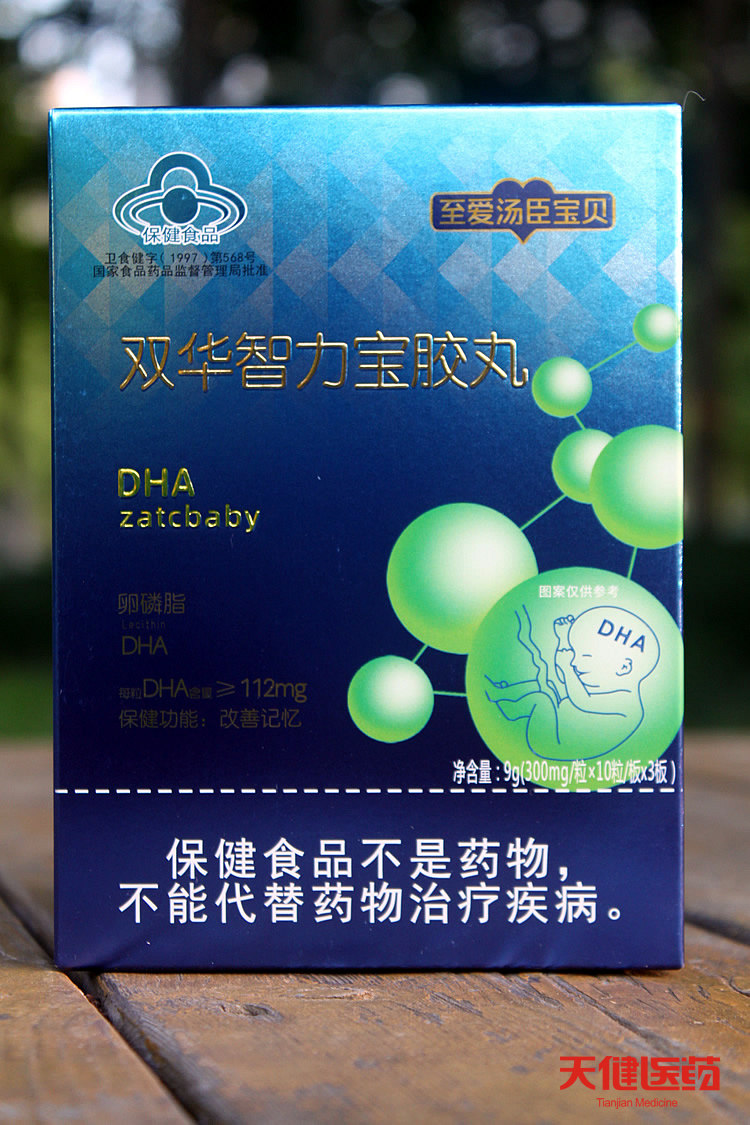 保健食品
至爱汤臣宝贝
卫食健字(1997)第568号
国家食品药品监督管理局批准
双华智力宝胶丸
DHA
zatcbaby
卵磷脂
Lecithin
DHA
图案仅供参考
DHA
每粒DHA含量≥112mg
保健功能：改善记忆
净含量：9g(300mg/粒×10粒/板x3板)
保健食品不是药物，
不能代替药物治疗疾病。
天健医药
Tianjian Medicine